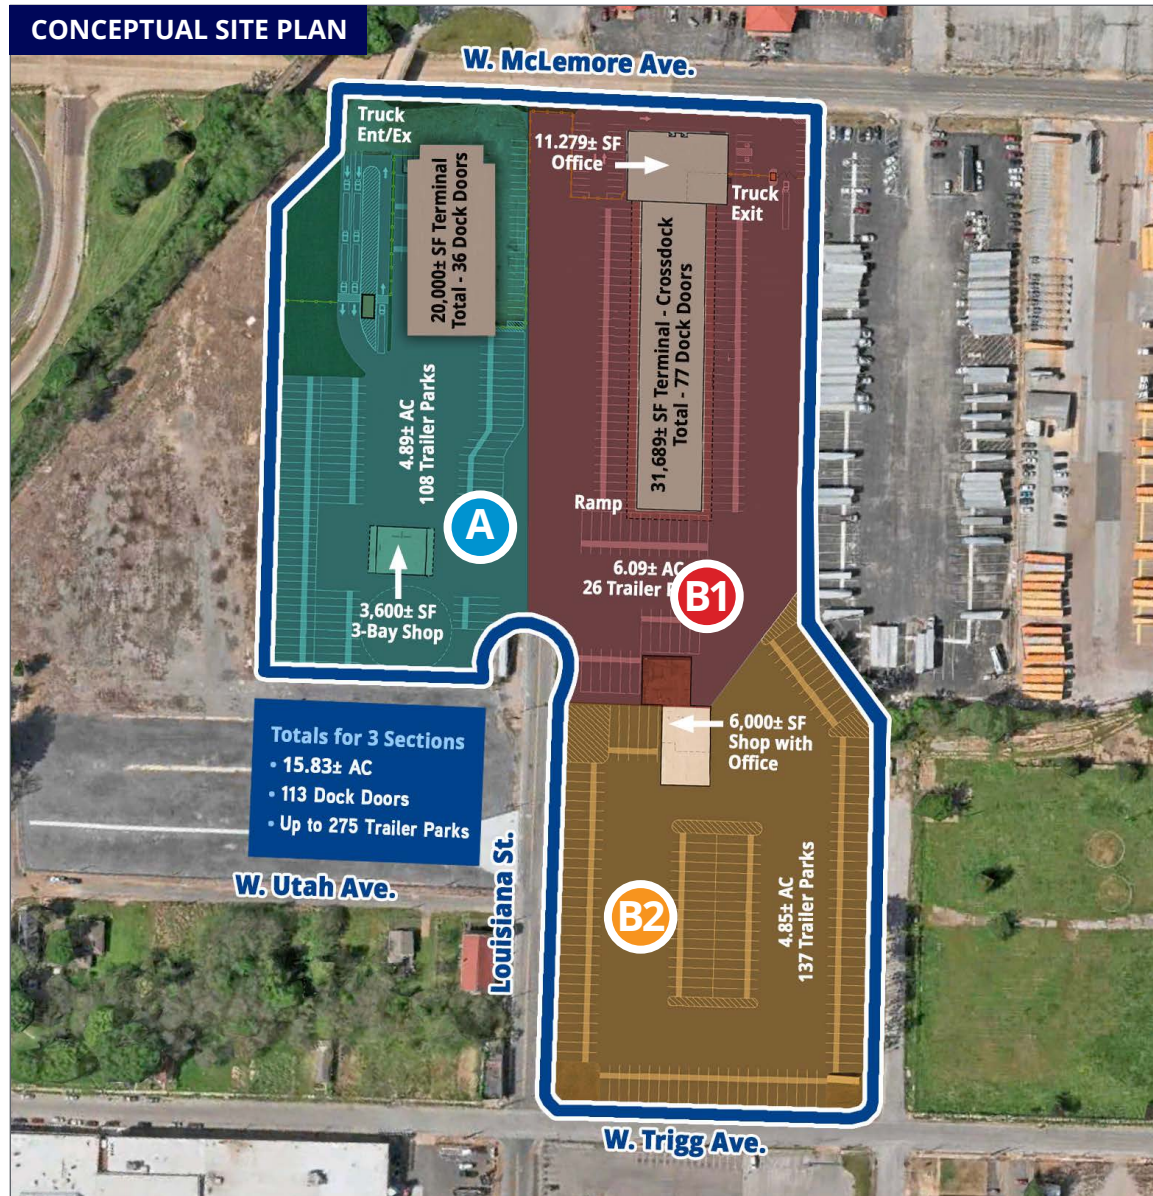 CONCEPTUAL SITE PLAN
W. McLemore Ave.
Truck
Ent/Ex
20,000± SF Terminal
Total - 36 Dock Doors
11.279± SF
Office
Truck
Exit
31,689± SF Terminal - Crossdock
Total - 77 Dock Doors
4.89± AC
108 Trailer Parks
A
Ramp
6.09± AC
26 Trailer
B1
3,600± SF
3-Bay Shop
6,000± SF
Shop with
Office
Totals for 3 Sections
• 15.83± AC
• 113 Dock Doors
• Up to 275 Trailer Parks
W. Utah Ave.
Louisiana St.
B2
4.85± AC
137 Trailer Parks
W. Trigg Ave.